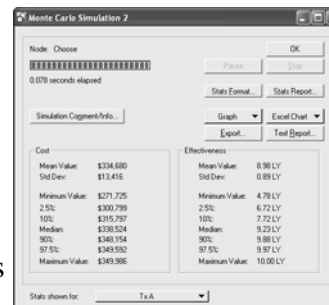 Monte Carlo Simulation 2
Node: Choose
OK
Pause
Stop
0.078 seconds elapsed
Stats Format...
Stats Report...
Simulation Comment/Info...
Graph
Excel Chart
Export...
Text Report...
Cost
Effectiveness
Mean Value: $334,680
Mean Value: 8.98 LY
Std Dev: $13,416
Std Dev: 0.89 LY
Minimum Value: $271,725
Minimum Value: 4.78 LY
2.5%: $300,799
2.5%: 6.72 LY
10%: $315,797
10%: 7.72 LY
Median: $338,524
Median: 9.23 LY
90%: $348,154
90%: 9.88 LY
97.5%: $349,592
97.5%: 9.97 LY
Maximum Value: $349,986
Maximum Value: 10.00 LY
s
Stats shown for:
Tx A